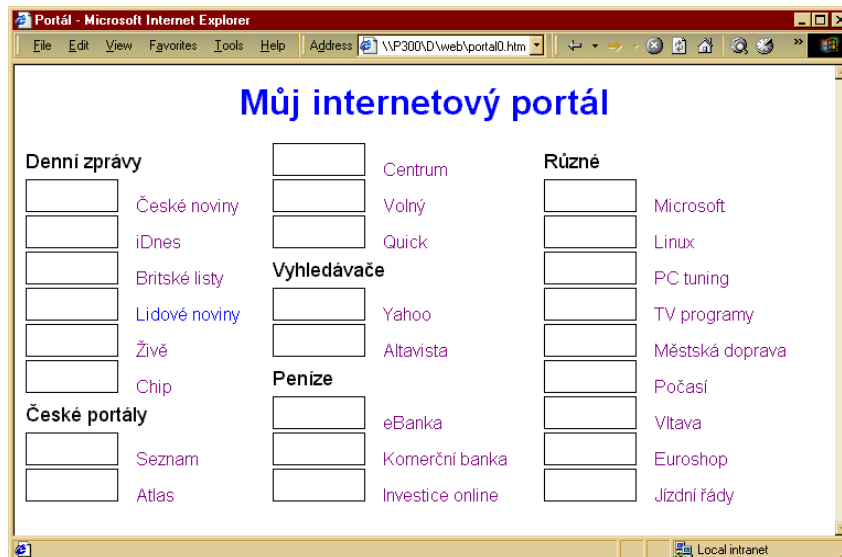 Portál - Microsoft Internet Explorer
File Edit View Favorites Tools Help Address \\P300\D\web\portal0.htm »
Můj internetový portál
Denní zprávy
České noviny
iDnes
Britské listy
Lidové noviny
Živě
Chip
České portály
Seznam
Atlas
Centrum
Volný
Quick
Vyhledávače
Yahoo
Altavista
Peníze
eBanka
Komerční banka
Investice online
Různé
Microsoft
Linux
PC tuning
TV programy
Městská doprava
Počasí
Vltava
Euroshop
Jízdní řády
Local intranet